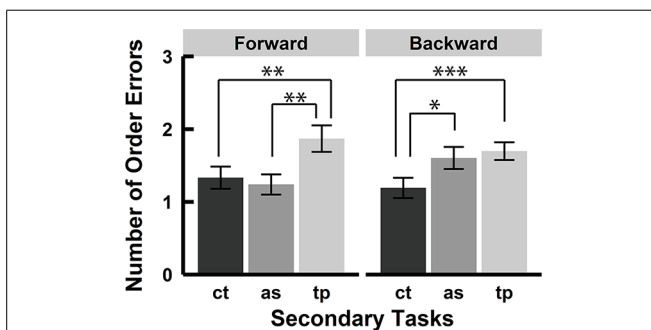 Forward Backward
Number of Order Errors
3
2
1
0
** **
*** *
ct as tp ct as tp
Secondary Tasks